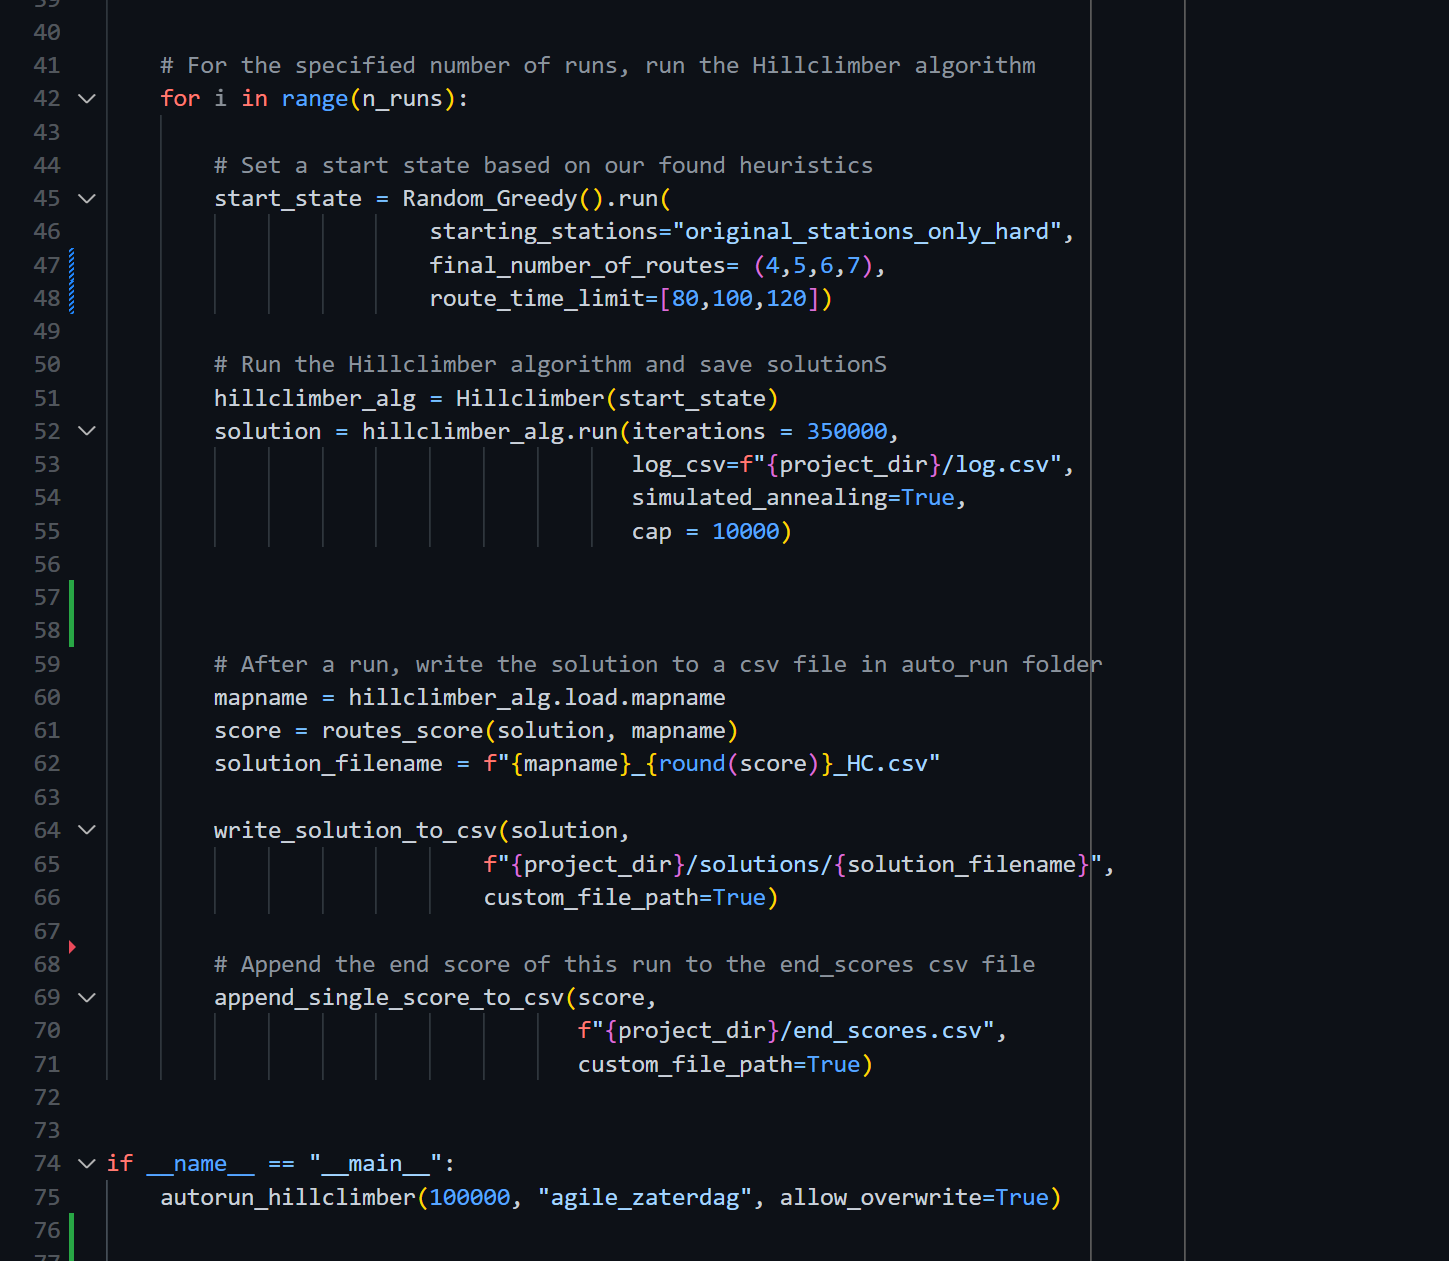 39
40
41 # For the specified number of runs, run the Hillclimber algorithm
42 for i in range(n_runs):
43
44 # Set a start state based on our found heuristics
45 start_state = Random_Greedy().run(
46 starting_stations="original_stations_only_hard",
47 final_number_of_routes= (4,5,6,7),
48 route_time_limit=[80,100,120])
49
50 # Run the Hillclimber algorithm and save solutionS
51 hillclimber_alg = Hillclimber(start_state)
52 solution = hillclimber_alg.run(iterations = 350000,
53 log_csv=f"{project_dir}/log.csv",
54 simulated_annealing=True,
55 cap = 10000)
56
57
58
59 # After a run, write the solution to a csv file in auto_run folder
60 mapname = hillclimber_alg.load.mapname
61 score = routes_score(solution, mapname)
62 solution_filename = f"{mapname}_{round(score)}_HC.csv"
63
64 write_solution_to_csv(solution,
65 f"{project_dir}/solutions/{solution_filename}",
66 custom_file_path=True)
67
68 # Append the end score of this run to the end_scores csv file
69 append_single_score_to_csv(score,
70 f"{project_dir}/end_scores.csv",
71 custom_file_path=True)
72
73
74 if __name__ == "__main__":
75 autorun_hillclimber(100000, "agile_zaterdag", allow_overwrite=True)
76
77